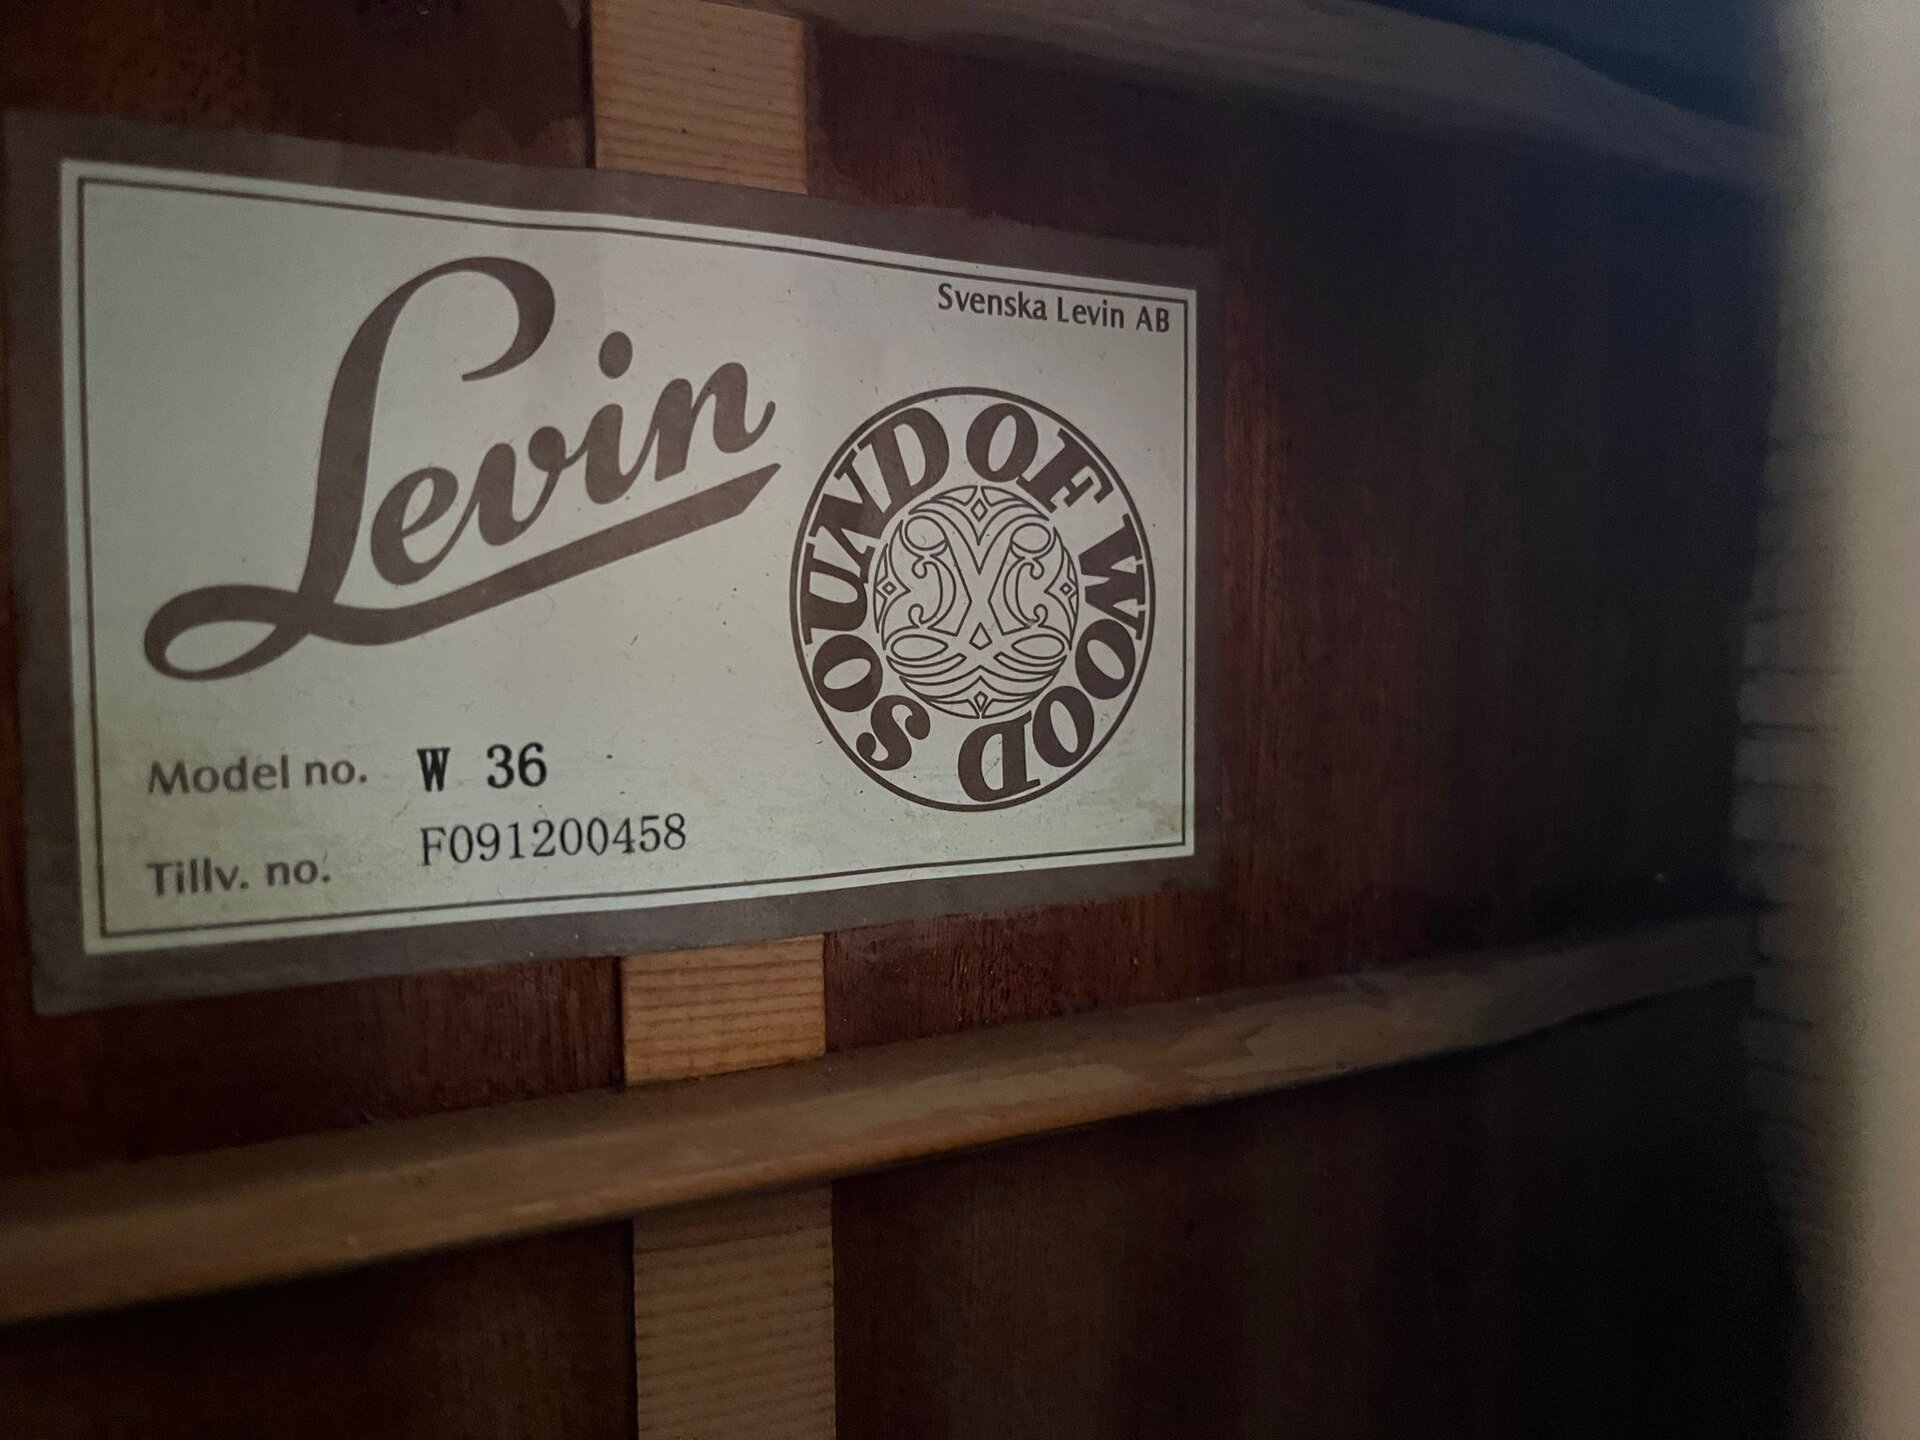 Svenska Levin AB
Levin
SOUND OF WOOD
Model no. W 36
Tillv. no. F091200458